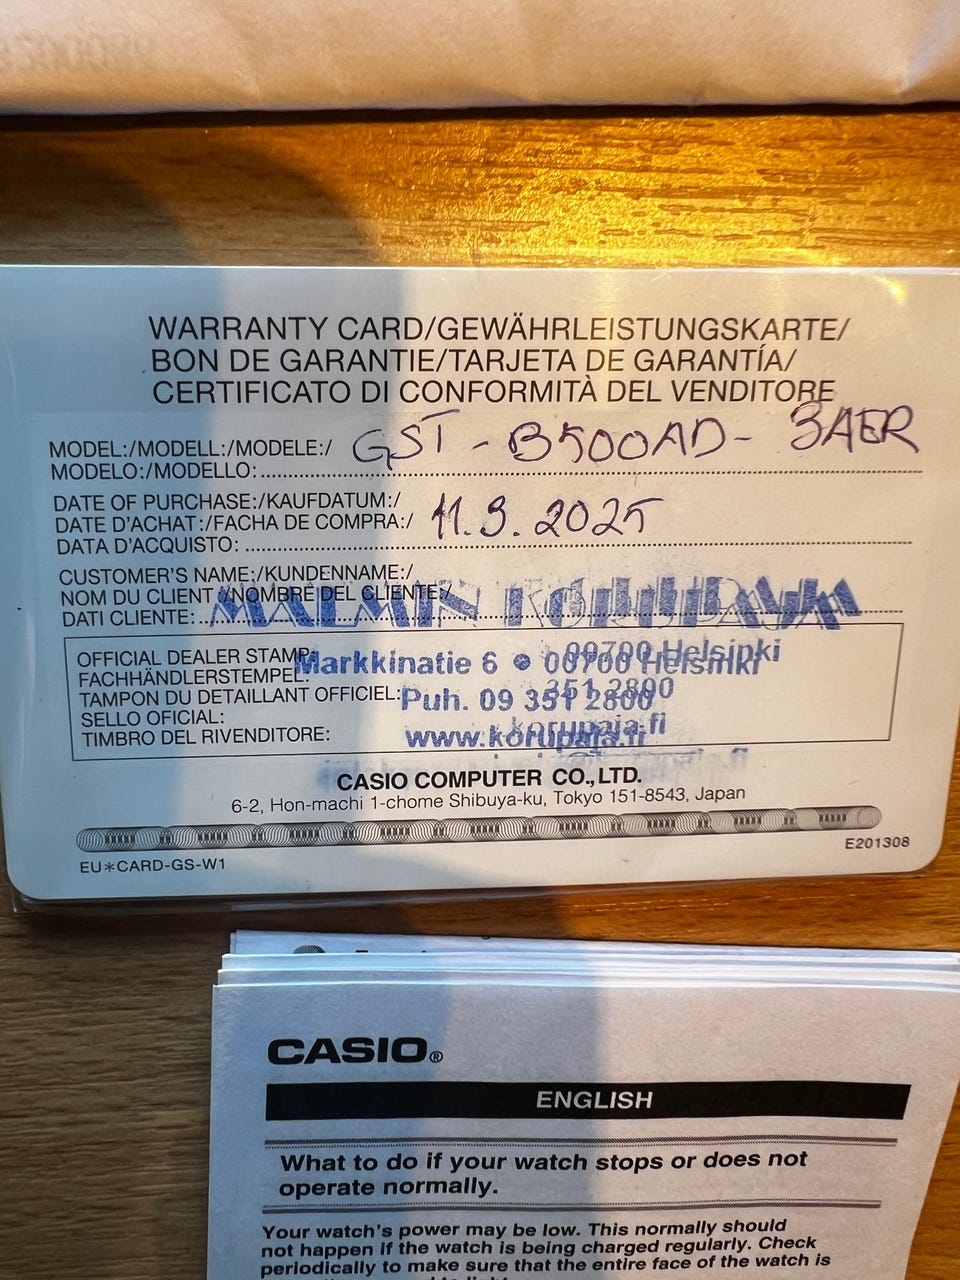 WARRANTY CARD/GEWÄHRLEISTUNGSKARTE/
BON DE GARANTIE/TARJETA DE GARANTÍA/
CERTIFICATO DI CONFORMITÀ DEL VENDITORE
MODEL:/MODELL:/MODELE:/ GST-B500AD-3AER
MODELO:/MODELLO:
DATE OF PURCHASE:/KAUFDATUM:/
DATE D'ACHAT:/FACHA DE COMPRA:/ 11.9.2025
DATA D'ACQUISTO:
CUSTOMER'S NAME:/KUNDENNAME:/
NOM DU CLIENT:/NOMBRE DEL CLIENTE:/
DATI CLIENTE: MALMIN KORUPAJA
OFFICIAL DEALER STAMP:
FACHHÄNDLERSTEMPEL: Markkinatie 6 ● 00700 Helsinki
TAMPON DU DETAILLANT OFFICIEL: Puh. 09 351 2800
SELLO OFICIAL:
TIMBRO DEL RIVENDITORE: www.korupaja.fi
CASIO COMPUTER CO.,LTD.
6-2, Hon-machi 1-chome Shibuya-ku, Tokyo 151-8543, Japan
E201308
EU*CARD-GS-W1
CASIO®
ENGLISH
What to do if your watch stops or does not
operate normally.
Your watch's power may be low. This normally should
not happen if the watch is being charged regularly. Check
periodically to make sure that the entire face of the watch is